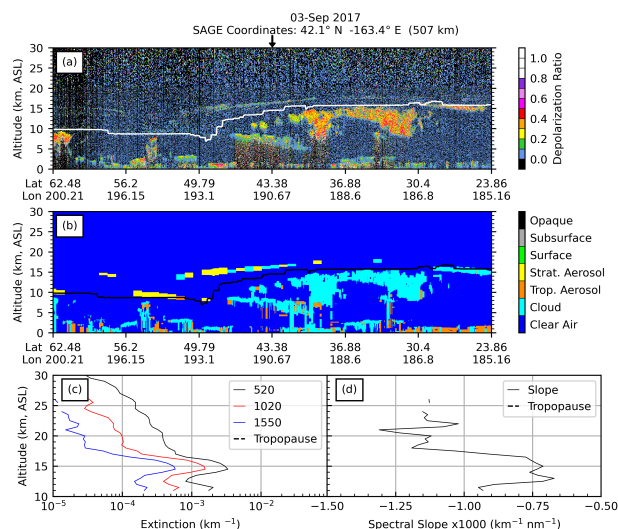 03-Sep 2017
SAGE Coordinates: 42.1° N -163.4° E (507 km)
(a)
Altitude (km, ASL)
30
25
20
15
10
5
0
Lat 62.48 56.2 49.79 43.38 36.88 30.4 23.86
Lon 200.21 196.15 193.1 190.67 188.6 186.8 185.16
1.0
0.8
0.7
0.6
0.5
0.4
0.3
0.2
0.0
Depolarization Ratio
(b)
Altitude (km, ASL)
30
25
20
15
10
5
0
Lat 62.48 56.2 49.79 43.38 36.88 30.4 23.86
Lon 200.21 196.15 193.1 190.67 188.6 186.8 185.16
Opaque
Subsurface
Surface
Strat. Aerosol
Trop. Aerosol
Cloud
Clear Air
(c)
Altitude (km, ASL)
30
25
20
15
10
520
1020
1550
Tropopause
10⁻⁵ 10⁻⁴ 10⁻³ 10⁻²
Extinction (km ⁻¹)
(d)
Slope
Tropopause
−1.50 −1.25 −1.00 −0.75 −0.50
Spectral Slope x1000 (km⁻¹ nm⁻¹)